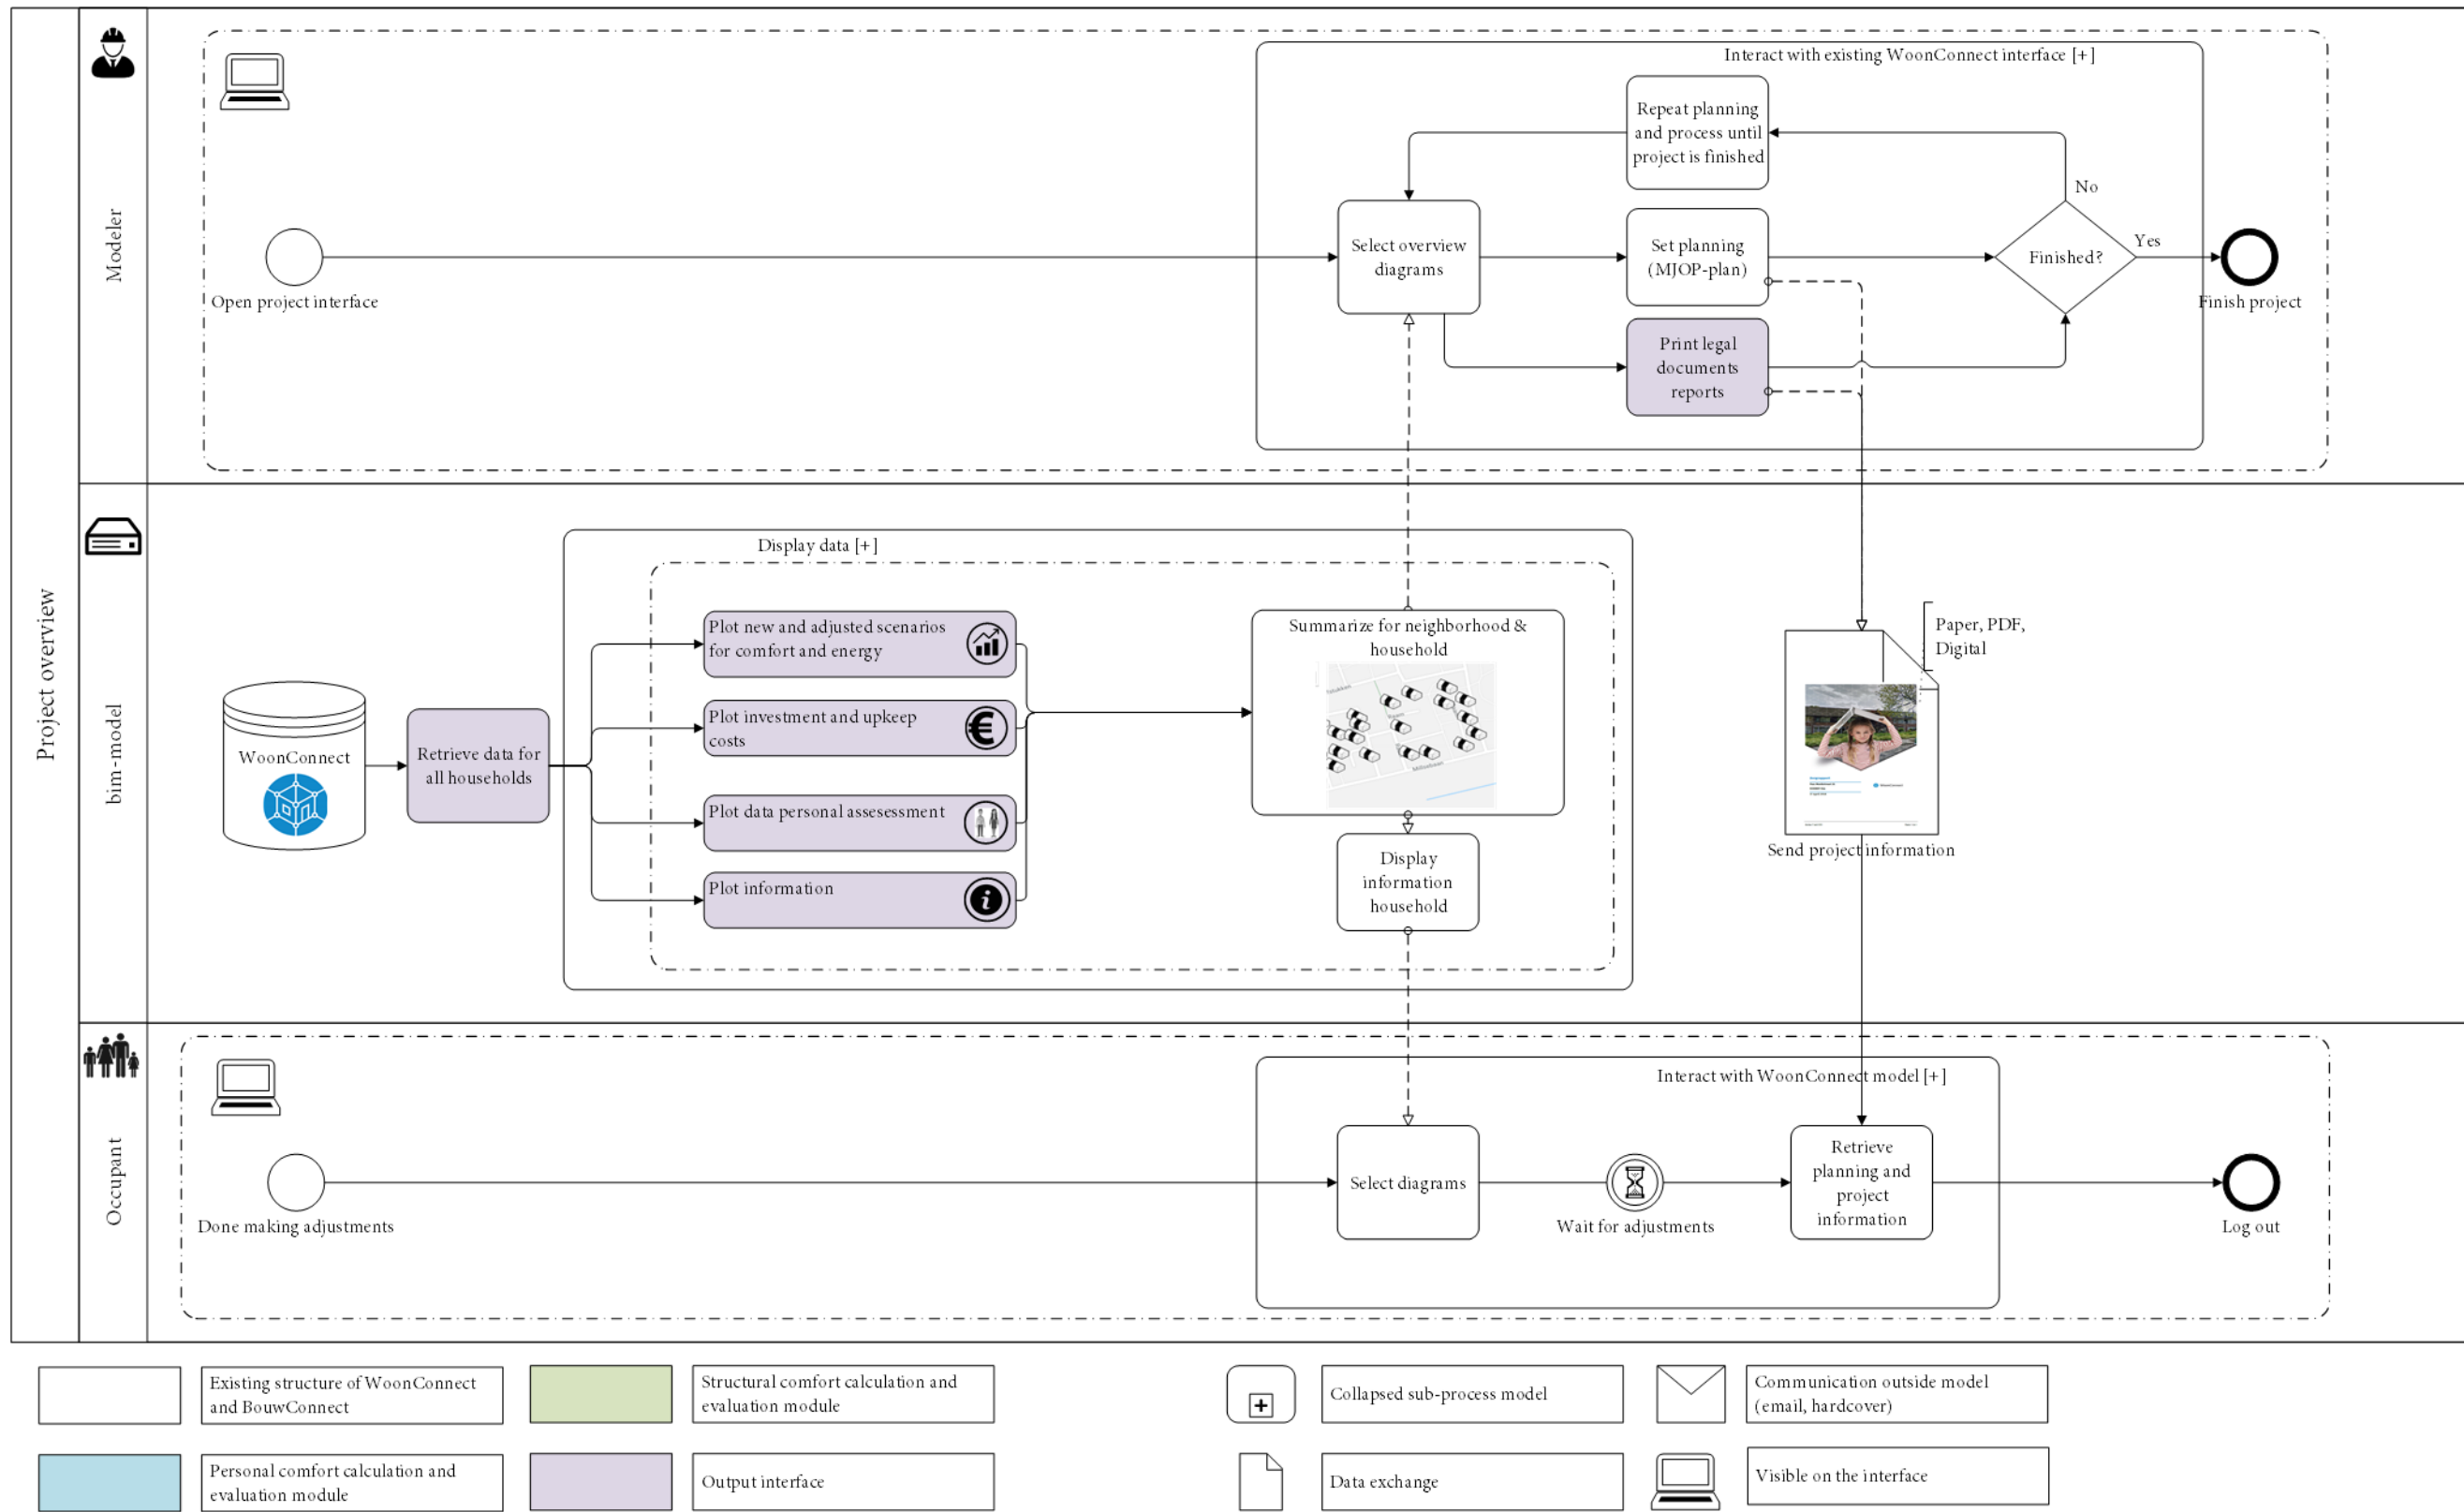 Project overview
Modeler
Interact with existing WoonConnect interface [+]
Repeat planning
and process until
project is finished
No
Select overview
diagrams
Set planning
(MJOP-plan)
Finished?
Yes
Open project interface
Finish project
Print legal
documents
reports
bim-model
Display data [+]
WoonConnect
Retrieve data for
all households
Plot new and adjusted scenarios
for comfort and energy
Plot investment and upkeep
costs
Plot data personal assesessment
Plot information
Summarize for neighborhood &
household
Display
information
household
Paper, PDF,
Digital
Send project information
Occupant
Interact with WoonConnect model [+]
Done making adjustments
Select diagrams
Wait for adjustments
Retrieve
planning and
project
information
Log out
Existing structure of WoonConnect
and BouwConnect
Structural comfort calculation and
evaluation module
Collapsed sub-process model
Communication outside model
(email, hardcover)
Personal comfort calculation and
evaluation module
Output interface
Data exchange
Visible on the interface